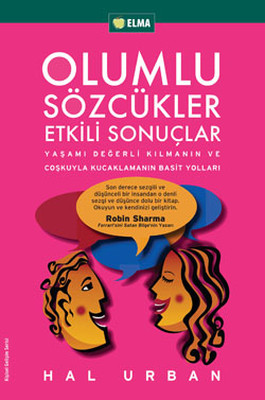 ELMA
OLUMLU
SÖZCÜKLER
ETKİLİ SONUÇLAR
YAŞAMI DEĞERLİ KILMANIN VE
COŞKUYLA KUCAKLAMANIN BASİT YOLLARI
Son derece sezgili ve
düşünceli bir insandan o denli
sezgi ve düşünce dolu bir kitap.
Okuyun ve kendinizi geliştirin.
Robin Sharma
Ferrari'sini Satan Bilge'nin Yazarı
Kişisel Gelişim Serisi
HAL URBAN